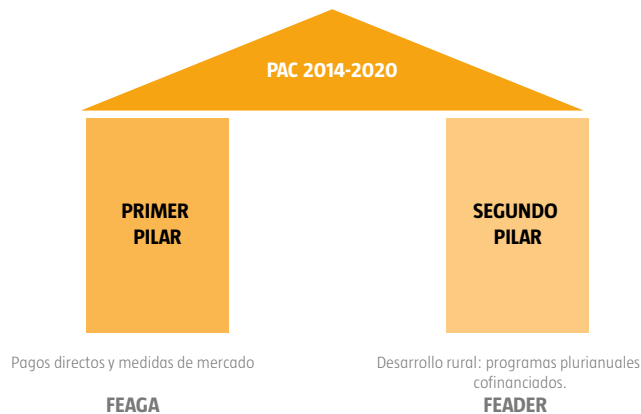 PAC 2014-2020
PRIMER
PILAR
SEGUNDO
PILAR
Pagos directos y medidas de mercado
FEAGA
Desarrollo rural: programas plurianuales
cofinanciados.
FEADER